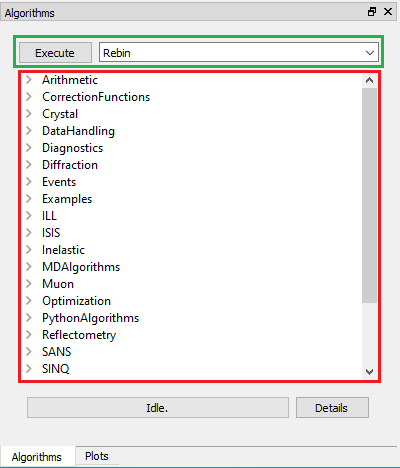 Algorithms
Execute Rebin
Arithmetic
CorrectionFunctions
Crystal
DataHandling
Diagnostics
Diffraction
Events
Examples
ILL
ISIS
Inelastic
MDAlgorithms
Muon
Optimization
PythonAlgorithms
Reflectometry
SANS
SINQ
Idle. Details
Algorithms Plots